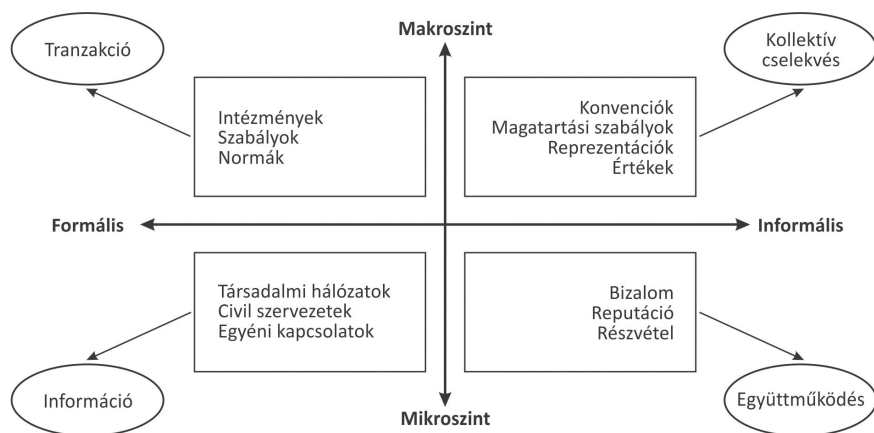 Tranzakció
Makroszint
Kollektív
cselekvés
Intézmények
Szabályok
Normák
Konvenciók
Magatartási szabályok
Reprezentációk
Értékek
Formális
Informális
Társadalmi hálózatok
Civil szervezetek
Egyéni kapcsolatok
Bizalom
Reputáció
Részvétel
Információ
Mikroszint
Együttműködés